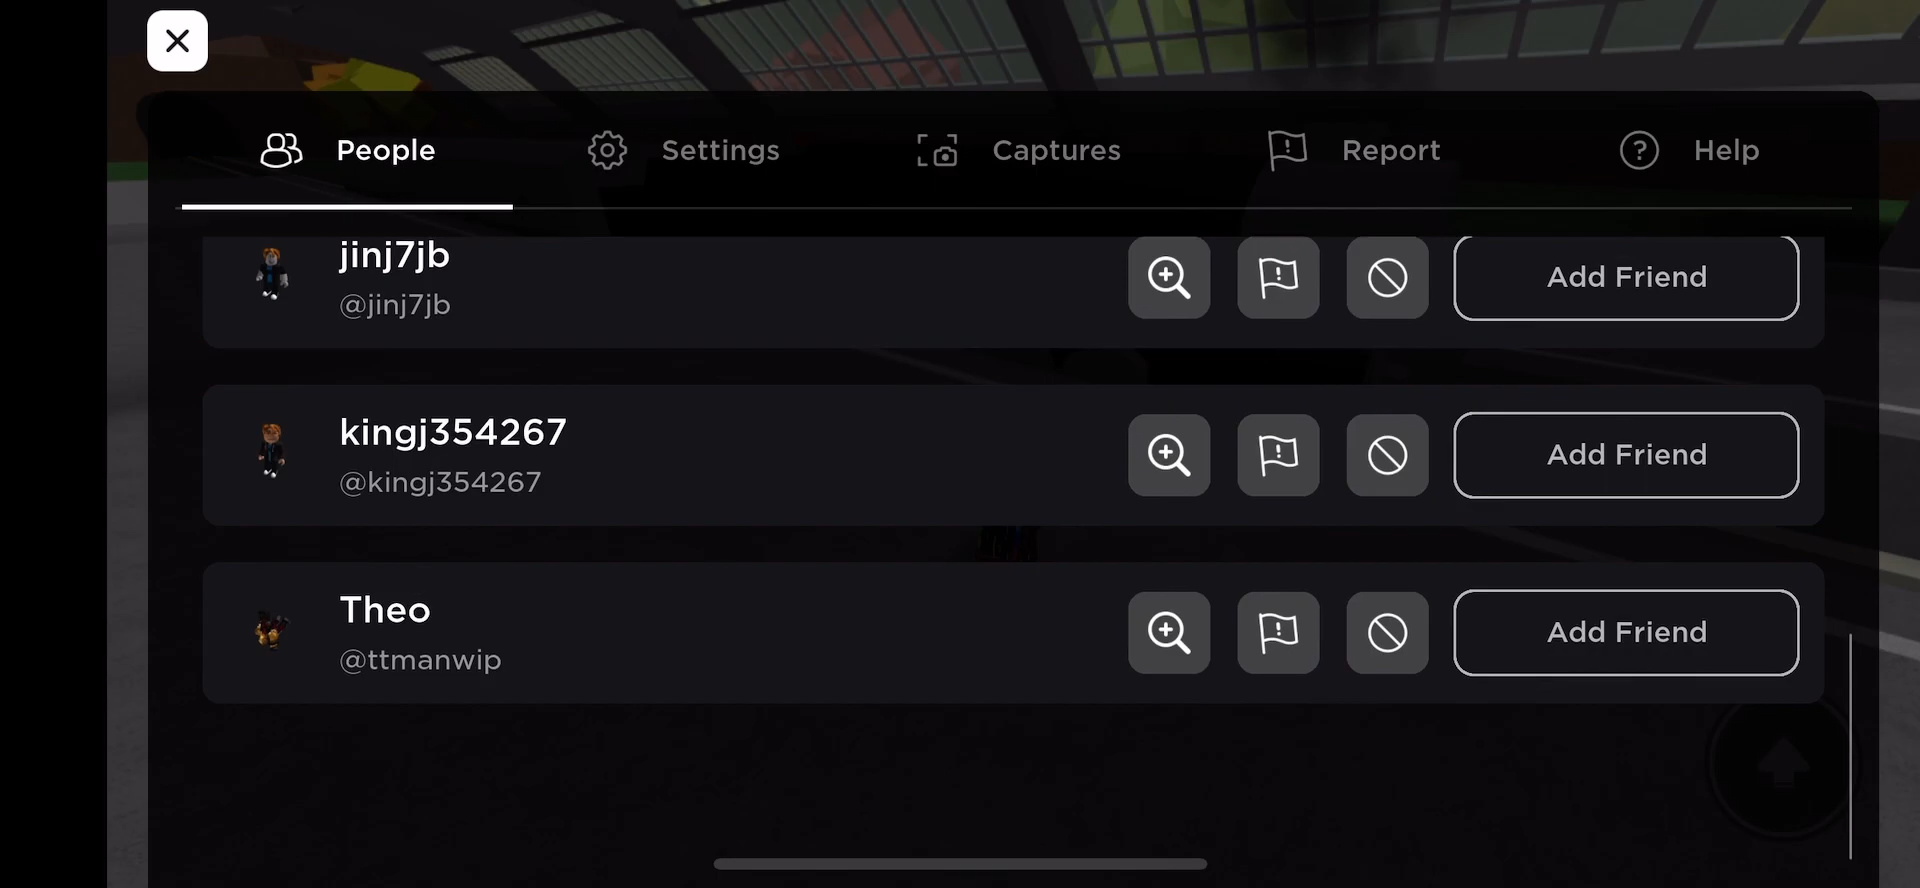 People
Settings
Captures
Report
Help
jinj7jb
@jinj7jb
Add Friend
kingj354267
@kingj354267
Add Friend
Theo
@ttmanwip
Add Friend